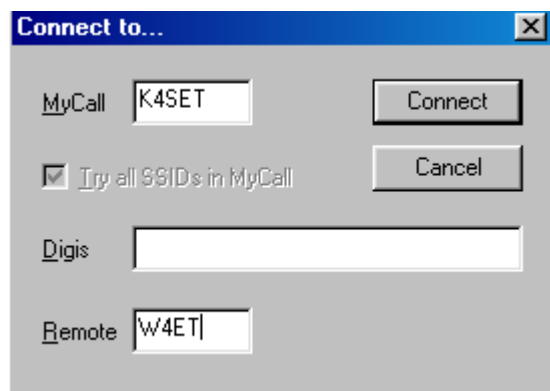 Connect to...
MyCall K4SET Connect
Try all SSIDs in MyCall Cancel
Digis
Remote W4ET